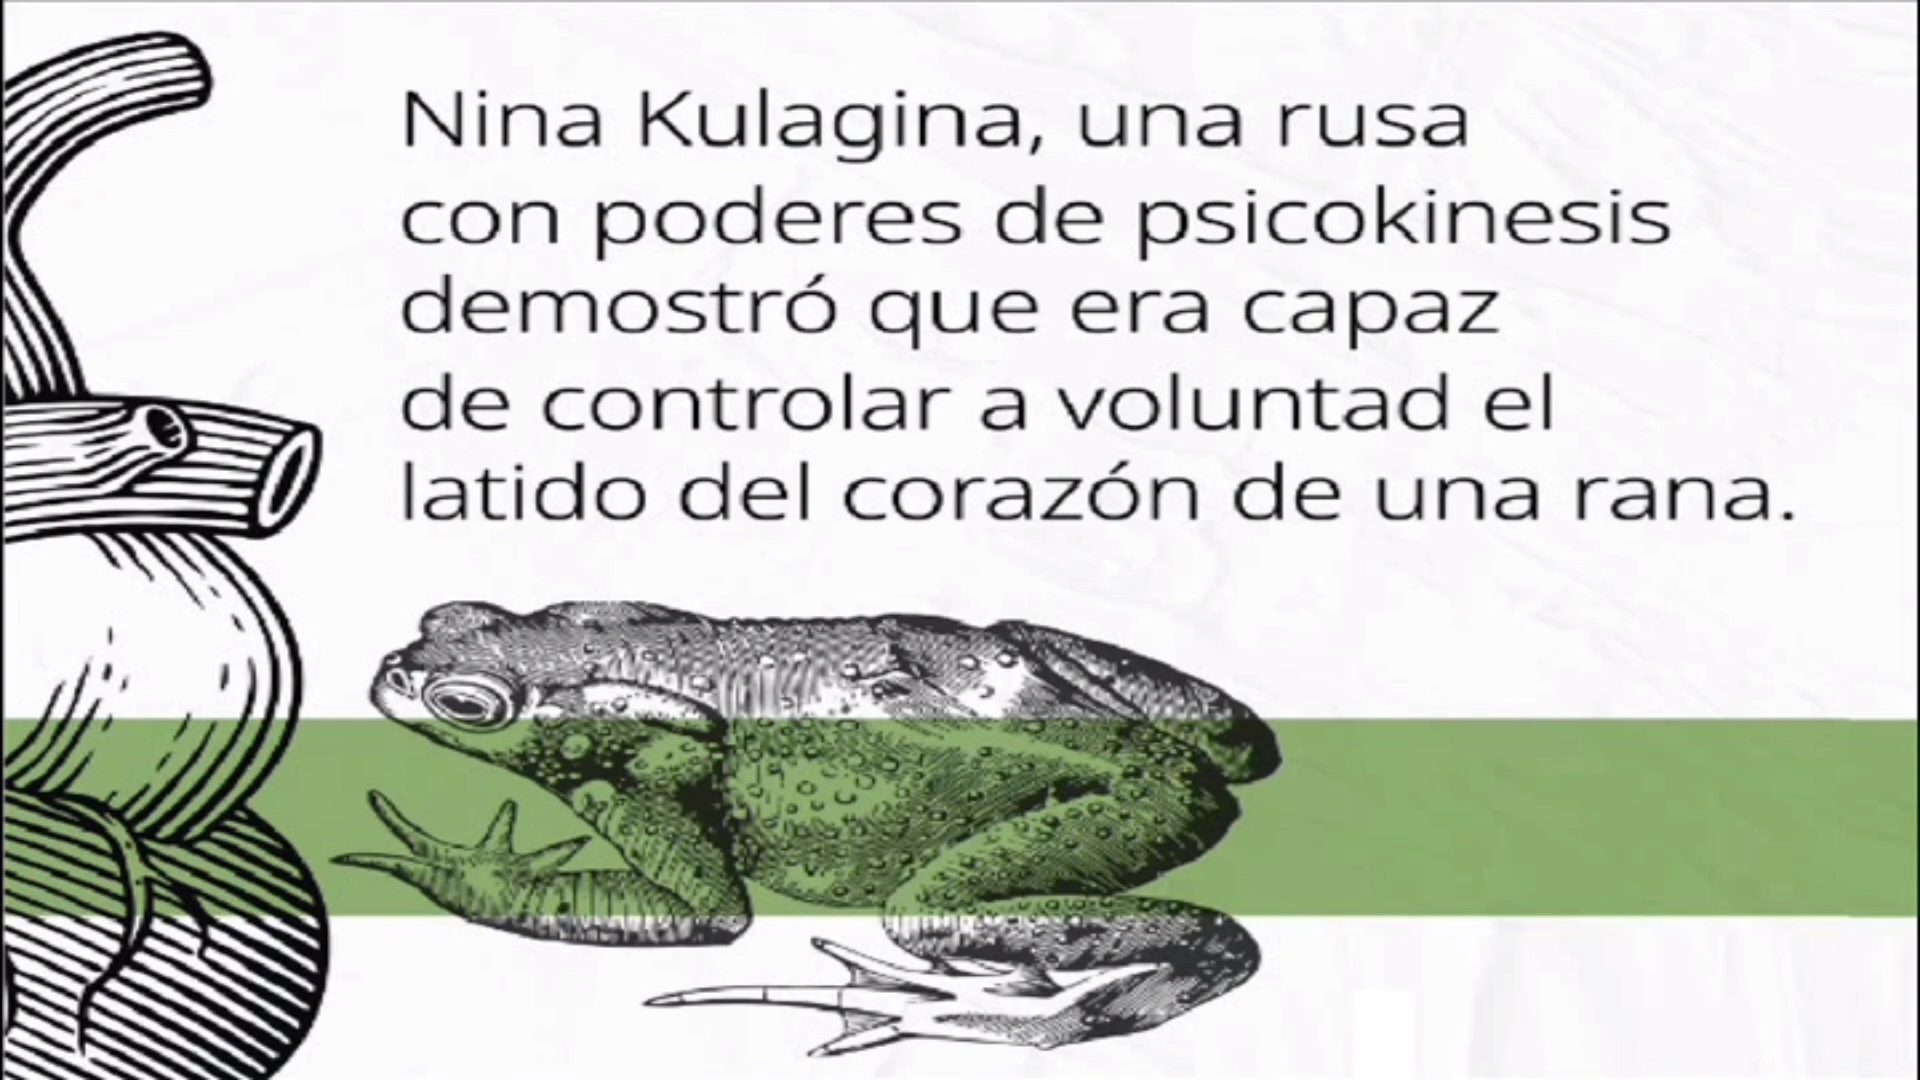 Nina Kulagina, una rusa
con poderes de psicokinesis
demostró que era capaz
de controlar a voluntad el
latido del corazón de una rana.